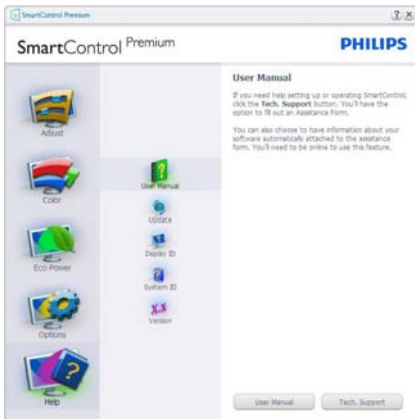 SmartControl Premium
SmartControl Premium
PHILIPS
Adjust
Color
Eco Power
Options
Help
User Manual
Update
Display ID
System ID
Version
User Manual
If you need help setting up or operating SmartControl,
click the Tech. Support button. You'll have the
option to fill out an Assistance Form.
You can also choose to have information about your
software automatically attached to the assistance
form. You'll need to be online to use this feature.
User Manual
Tech. Support